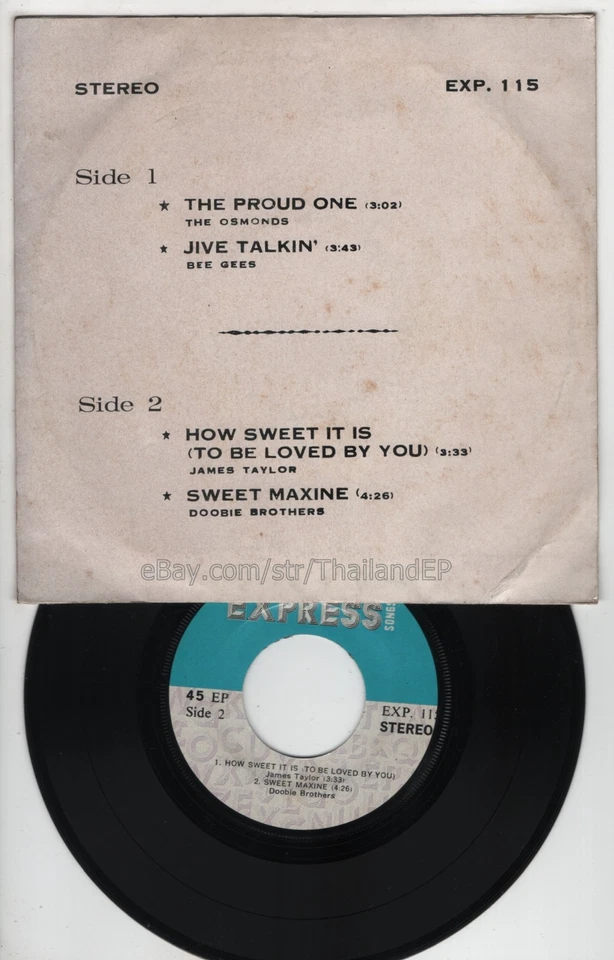 STEREO EXP. 115
Side 1
★ THE PROUD ONE (3:02)
THE OSMONDS
★ JIVE TALKIN' (3:43)
BEE GEES
Side 2
★ HOW SWEET IT IS
(TO BE LOVED BY YOU) (3:33)
JAMES TAYLOR
★ SWEET MAXINE (4:26)
DOOBIE BROTHERS
eBay.com/str/ThailandEP
EXPRESS
SONGS
45 EP
Side 2
EXP. 115
STEREO
1. HOW SWEET IT IS (TO BE LOVED BY YOU)
James Taylor (3:33)
2. SWEET MAXINE (4:26)
Doobie Brothers